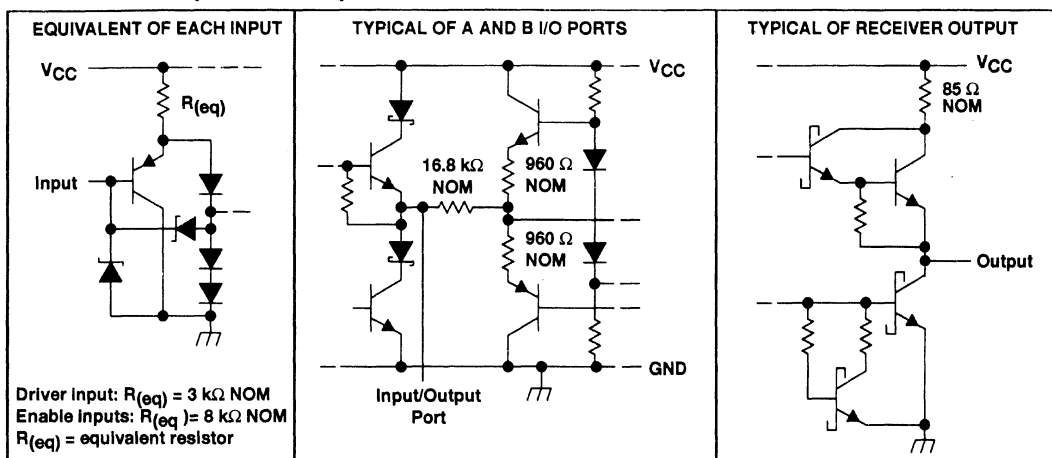 EQUIVALENT OF EACH INPUT
VCC
R(eq)
Input
Driver input: R(eq) = 3 kΩ NOM
Enable inputs: R(eq )= 8 kΩ NOM
R(eq) = equivalent resistor
TYPICAL OF A AND B I/O PORTS
VCC
16.8 kΩ
NOM
960 Ω
NOM
960 Ω
NOM
GND
Input/Output
Port
TYPICAL OF RECEIVER OUTPUT
VCC
85 Ω
NOM
Output